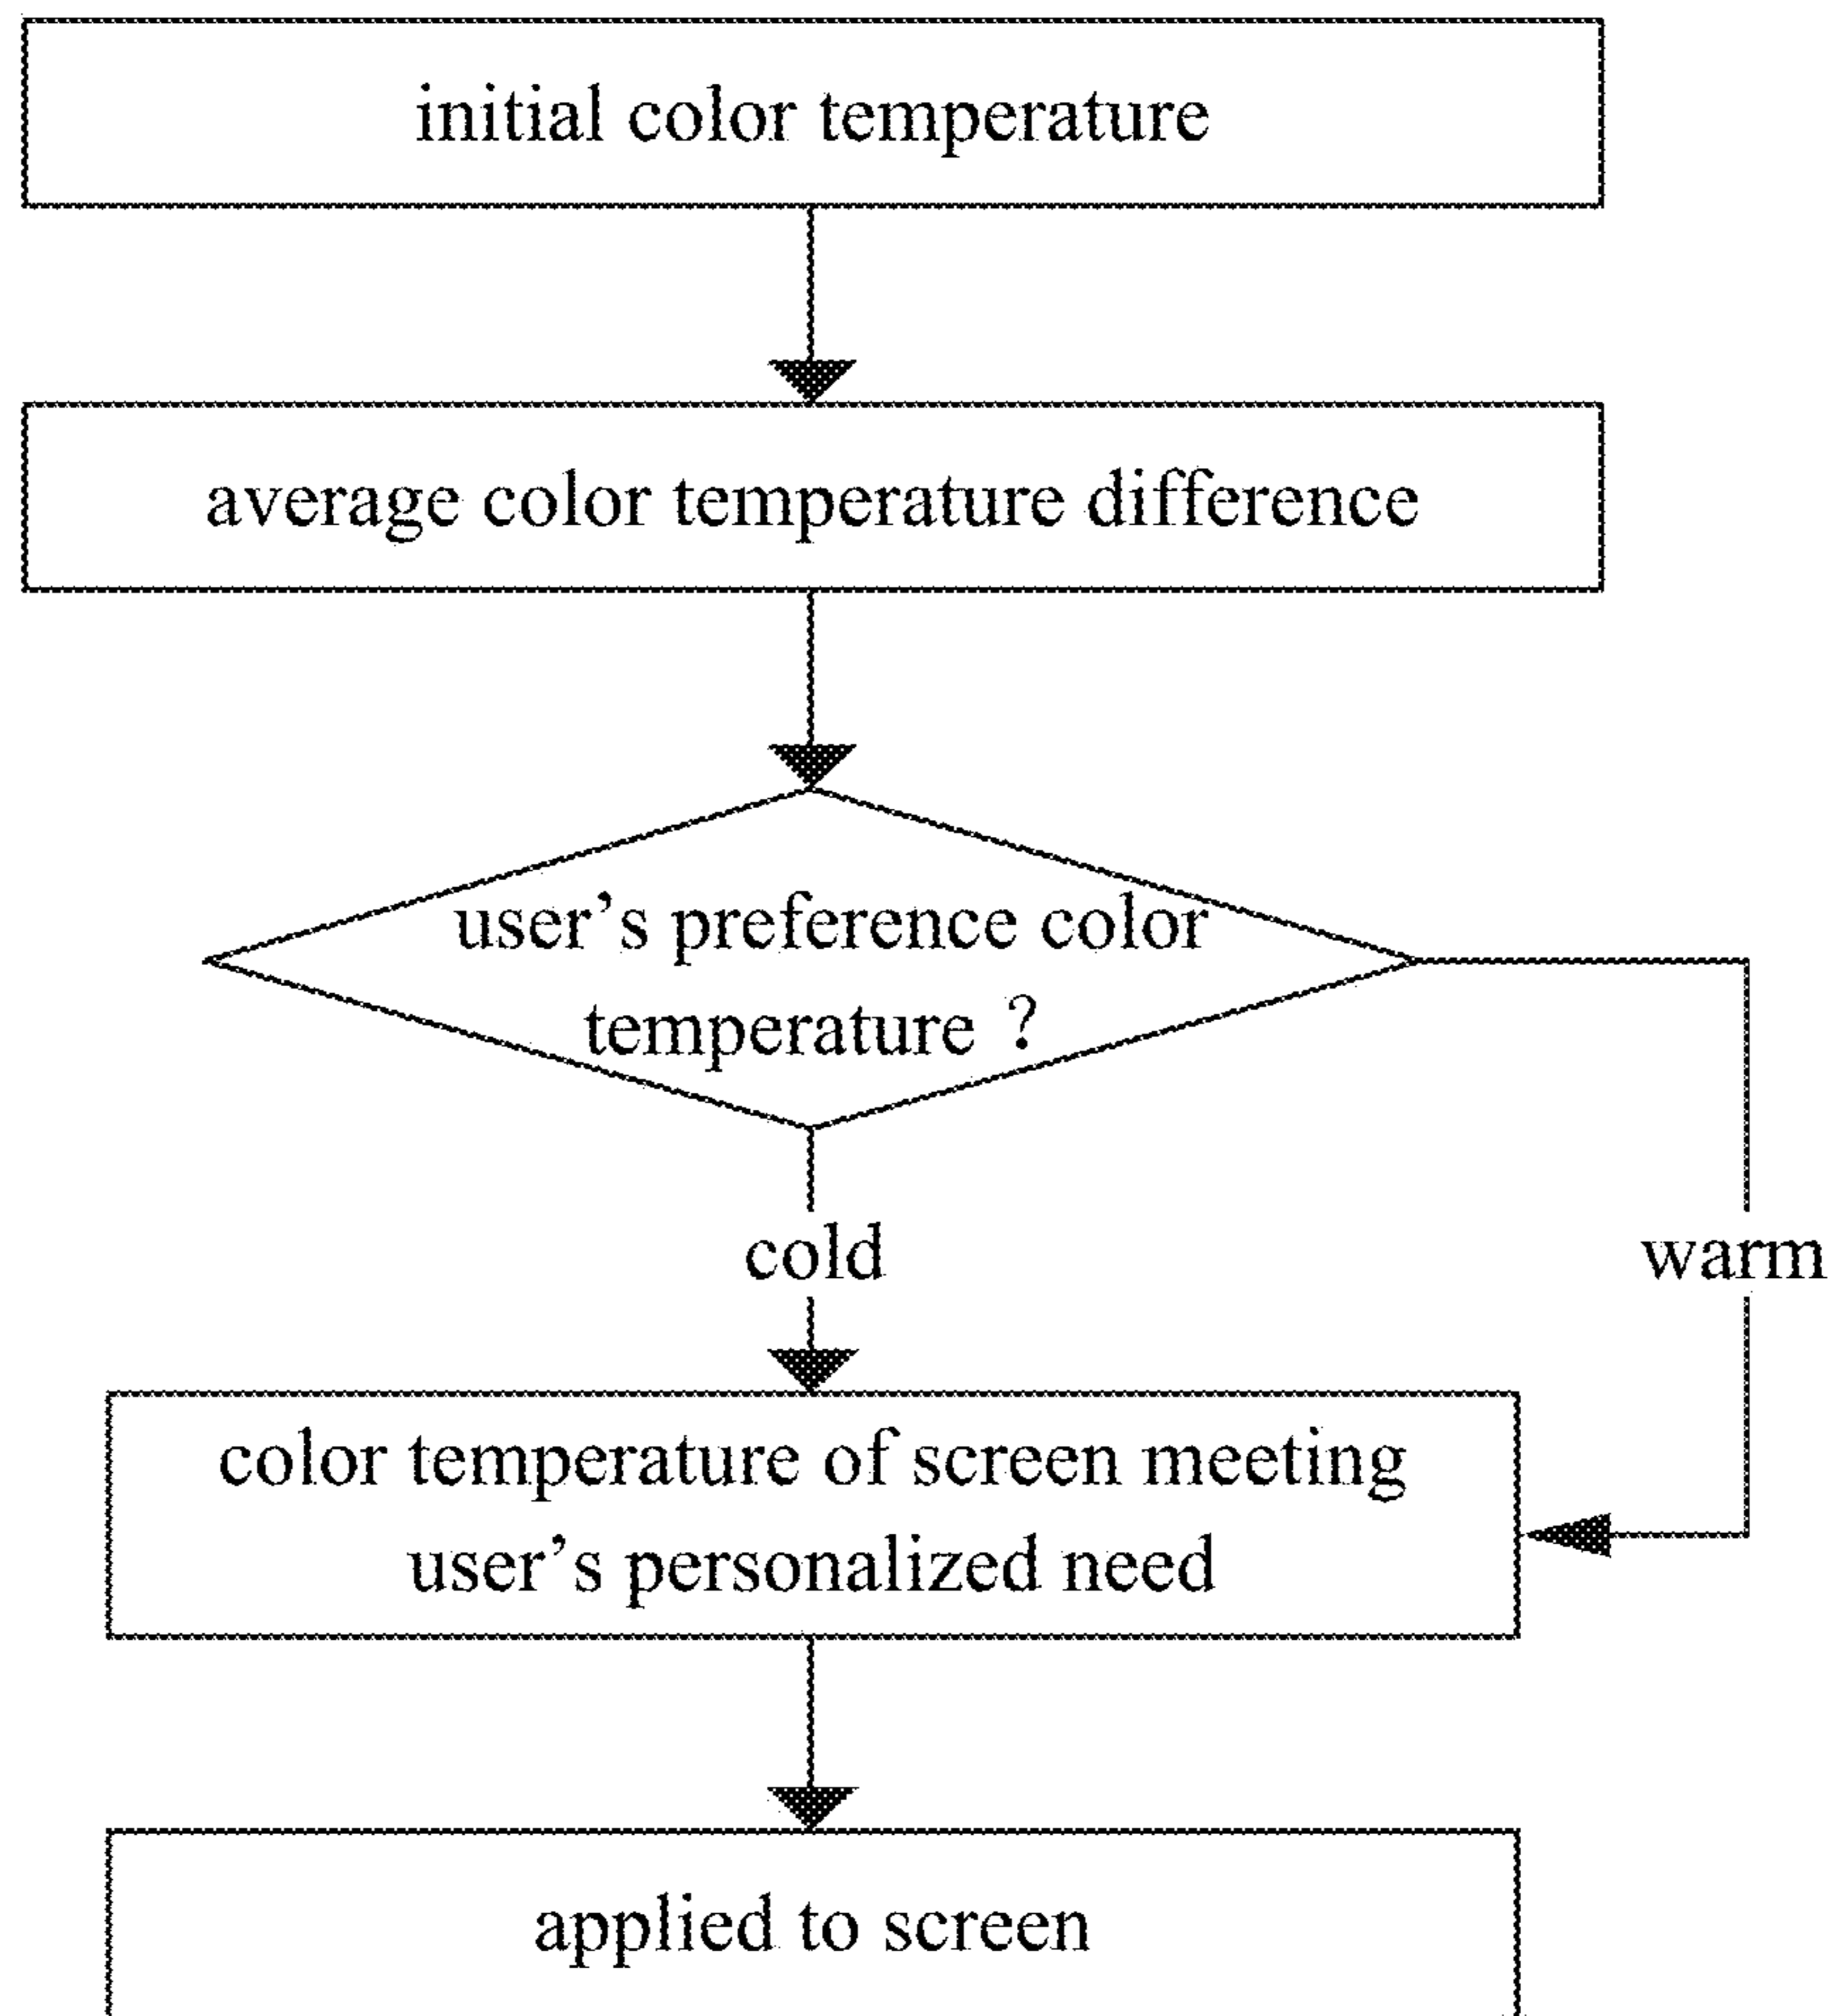 initial color temperature
average color temperature difference
user’s preference color
temperature ?
cold
warm
color temperature of screen meeting
user’s personalized need
applied to screen